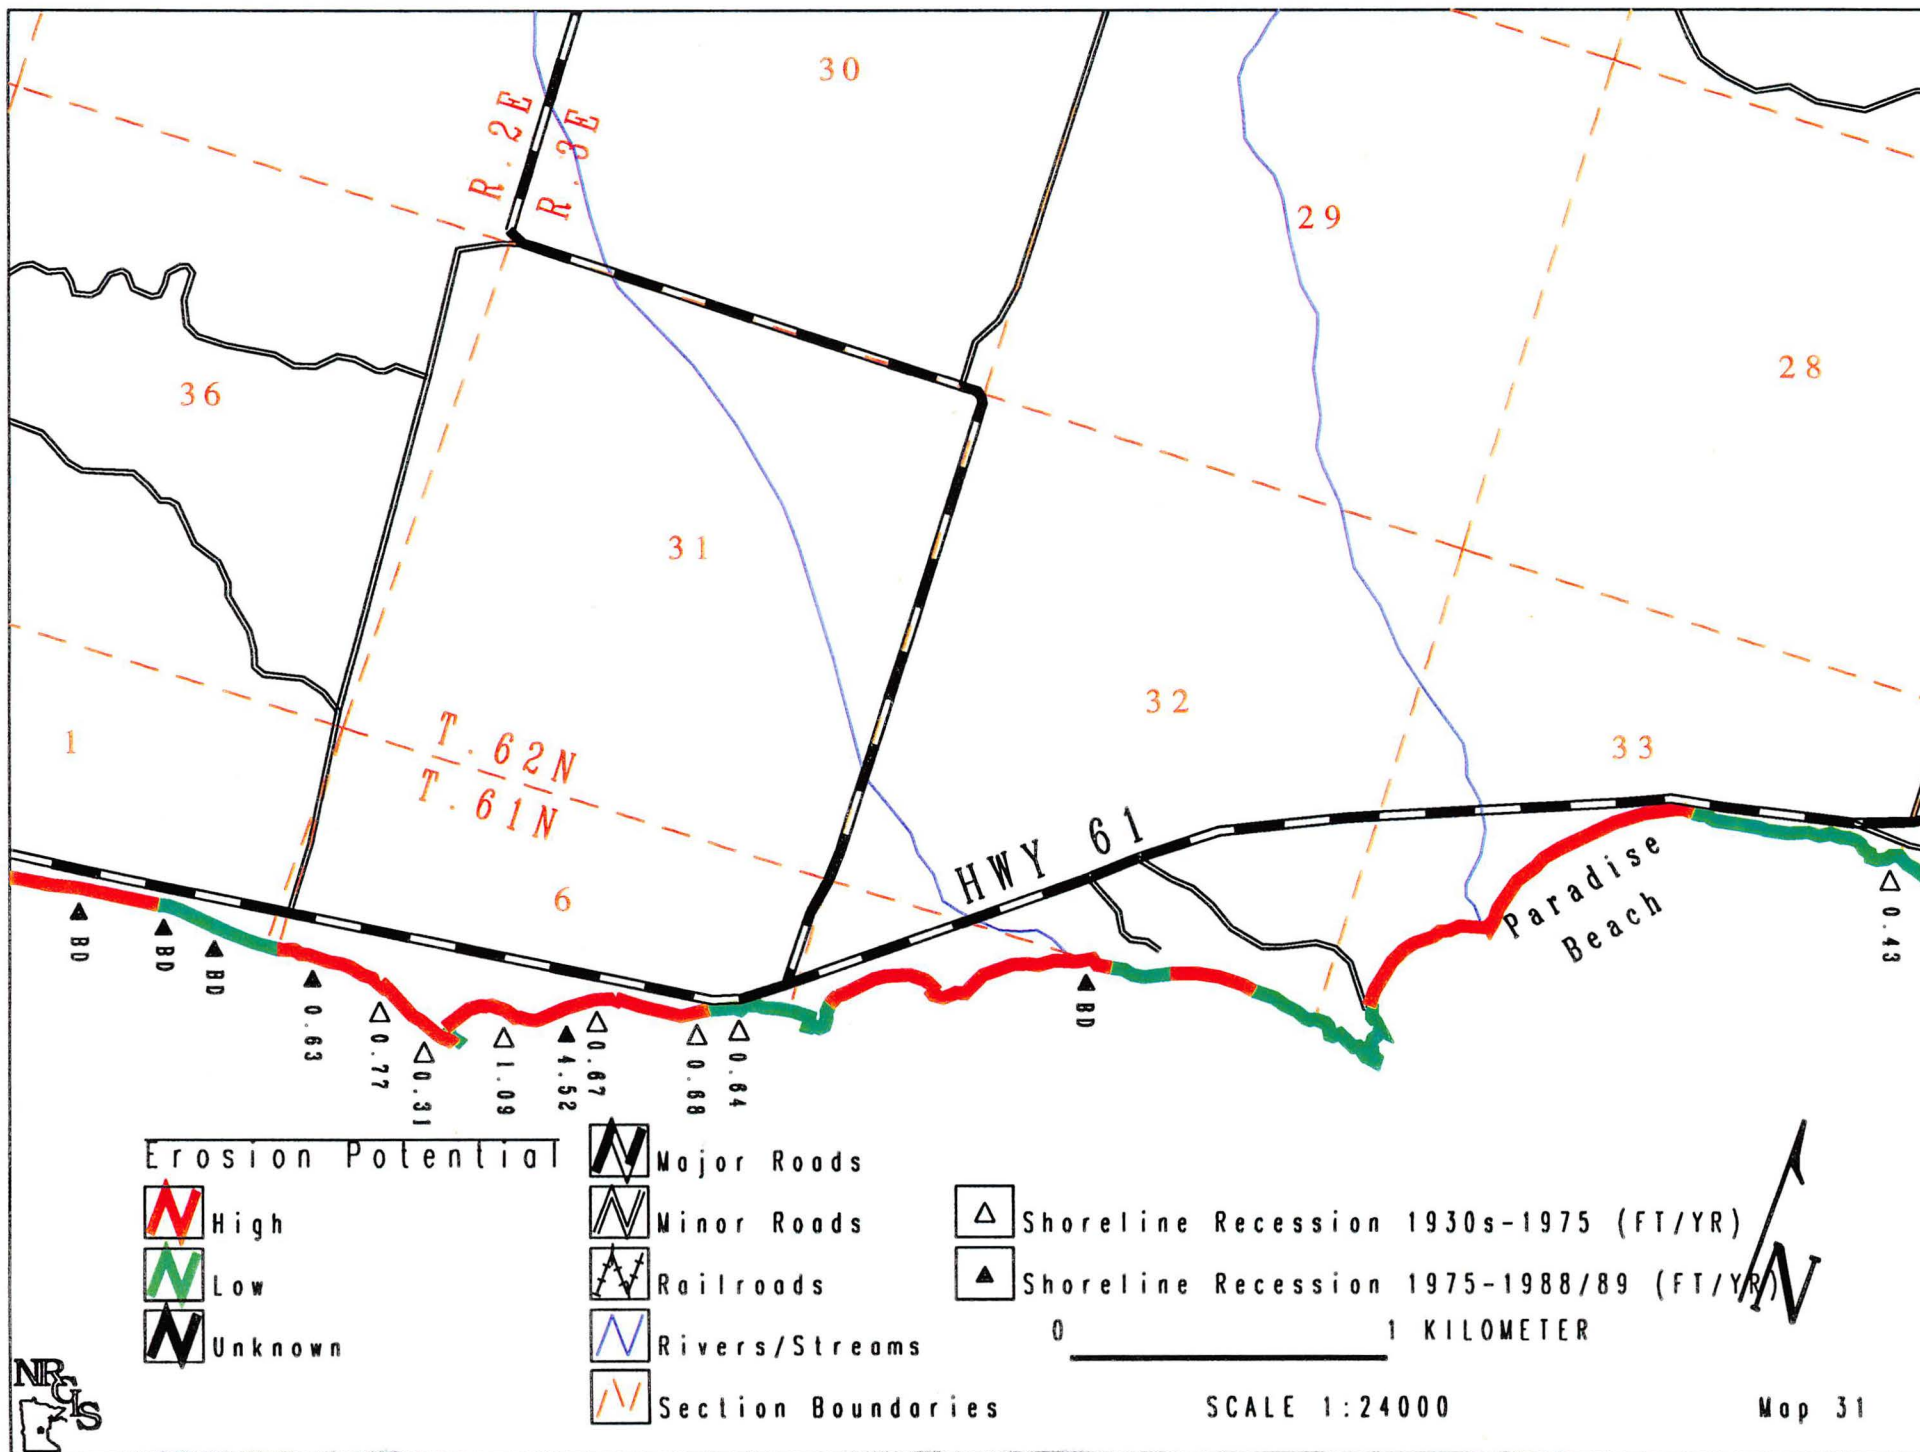 30
R. 2E
R. 3E
29
28
36
31
32
33
1
T. 62N
T. 61N
6
HWY 61
Paradise
Beach
BD
BD
BD
0.63
0.77
0.31
1.09
4.52
0.67
0.68
0.64
BD
0.43
Erosion Potential
High
Low
Unknown
Major Roads
Minor Roads
Railroads
Rivers/Streams
Section Boundaries
Shoreline Recession 1930s-1975 (FT/YR)
Shoreline Recession 1975-1988/89 (FT/YR)
0 1 KILOMETER
SCALE 1:24000
N
Map 31
NRGIS